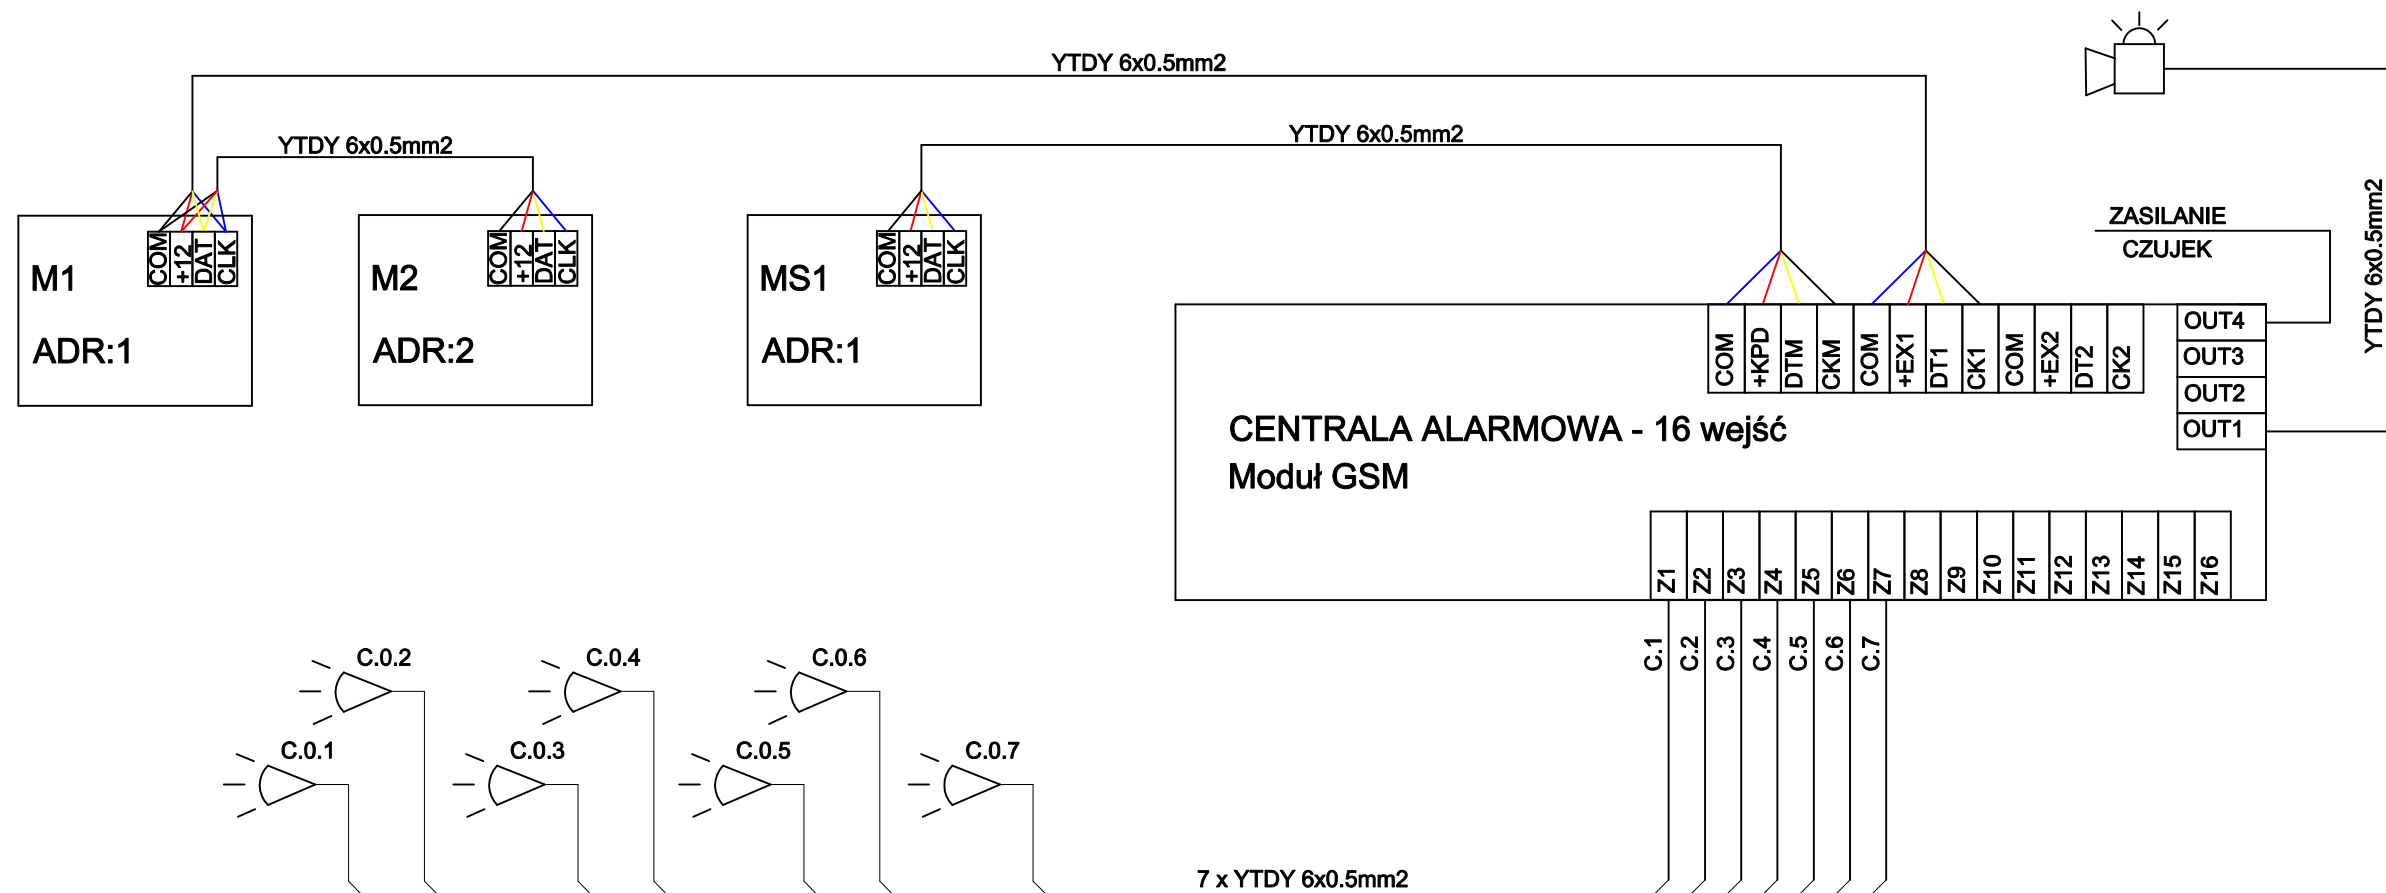 YTDY 6x0.5mm2
YTDY 6x0.5mm2
YTDY 6x0.5mm2
YTDY 6x0.5mm2
M1
ADR:1
COM
+12
DAT
CLK
M2
ADR:2
COM
+12
DAT
CLK
MS1
ADR:1
COM
+12
DAT
CLK
ZASILANIE
CZUJEK
COM
+KPD
DTM
CKM
COM
+EX1
DT1
CK1
COM
+EX2
DT2
CK2
OUT4
OUT3
OUT2
OUT1
CENTRALA ALARMOWA - 16 wejść
Moduł GSM
Z1
Z2
Z3
Z4
Z5
Z6
Z7
Z8
Z9
Z10
Z11
Z12
Z13
Z14
Z15
Z16
C.1
C.2
C.3
C.4
C.5
C.6
C.7
C.0.2
C.0.4
C.0.6
C.0.1
C.0.3
C.0.5
C.0.7
7 x YTDY 6x0.5mm2